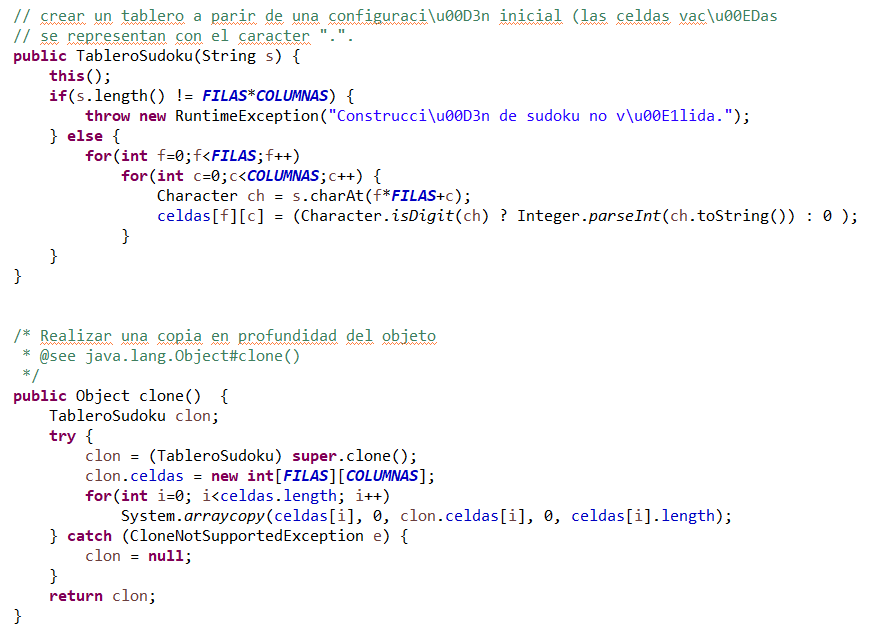 // crear un tablero a parir de una configuraci\u00D3n inicial (las celdas vac\u00EDas
// se representan con el caracter ".".
public TableroSudoku(String s) {
    this();
    if(s.length() != FILAS*COLUMNAS) {
        throw new RuntimeException("Construcci\u00D3n de sudoku no v\u00E1lida.");
    } else {
        for(int f=0;f<FILAS;f++)
            for(int c=0;c<COLUMNAS;c++) {
                Character ch = s.charAt(f*FILAS+c);
                celdas[f][c] = (Character.isDigit(ch) ? Integer.parseInt(ch.toString()) : 0 );
            }
    }
}
/* Realizar una copia en profundidad del objeto
 * @see java.lang.Object#clone()
 */
public Object clone()  {
    TableroSudoku clon;
    try {
        clon = (TableroSudoku) super.clone();
        clon.celdas = new int[FILAS][COLUMNAS];
        for(int i=0; i<celdas.length; i++)
            System.arraycopy(celdas[i], 0, clon.celdas[i], 0, celdas[i].length);
    } catch (CloneNotSupportedException e) {
        clon = null;
    }
    return clon;
}